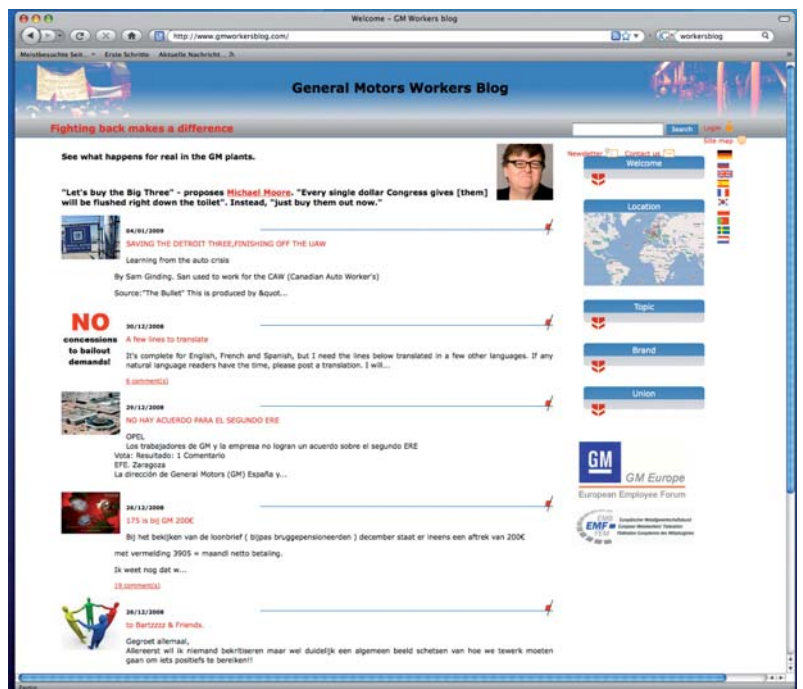 Welcome - GM Workers blog
http://www.gmworkersblog.com/
workersblog
Meistbesuchte Seit...
Erste Schritte
Aktuelle Nachricht...
General Motors Workers Blog
Fighting back makes a difference
Search
Login
Site map
See what happens for real in the GM plants.
Newsletter
Contact us
Welcome
"Let's buy the Big Three" - proposes Michael Moore. "Every single dollar Congress gives [them]
will be flushed right down the toilet". Instead, "just buy them out now."
Location
04/01/2009
SAVING THE DETROIT THREE,FINISHING OFF THE UAW
Learning from the auto crisis
By Sam Ginding. San used to work for the CAW (Canadian Auto Worker's)
Source:"The Bullet" This is produced by &quot...
NO
concessions
to bailout
demands!
30/12/2008
A few lines to translate
It's complete for English, French and Spanish, but I need the lines below translated in a few other languages. If any
natural language readers have the time, please post a translation. I will...
6 comment(s)
Topic
Brand
Union
29/12/2008
NO HAY ACUERDO PARA EL SEGUNDO ERE
OPEL
Los trabajadores de GM y la empresa no logran un acuerdo sobre el segundo ERE
Vota: Resultado: 1 Comentario
EFE. Zaragoza
La dirección de General Motors (GM) España y...
GM
GM Europe
European Employee Forum
26/12/2008
175 is bij GM 200€
Bij het bekijken van de loonbrief ( bijpas bruggepensioneerden ) december staat er ineens een aftrek van 200€
met vermelding 3905 = maandl netto betaling.
Ik weet nog dat w...
19 comment(s)
EMB
EMF
FEM
Europäischer Metallgewerkschaftsbund
European Metalworkers' Federation
Fédération Européenne des Métallurgistes
26/12/2008
to Bartzzzz & Friends.
Gegroet allemaal,
Allereerst wil ik niemand bekritiseren maar wel duidelijk een algemeen beeld schetsen van hoe we tewerk moeten
gaan om iets positiefs te bereiken!!